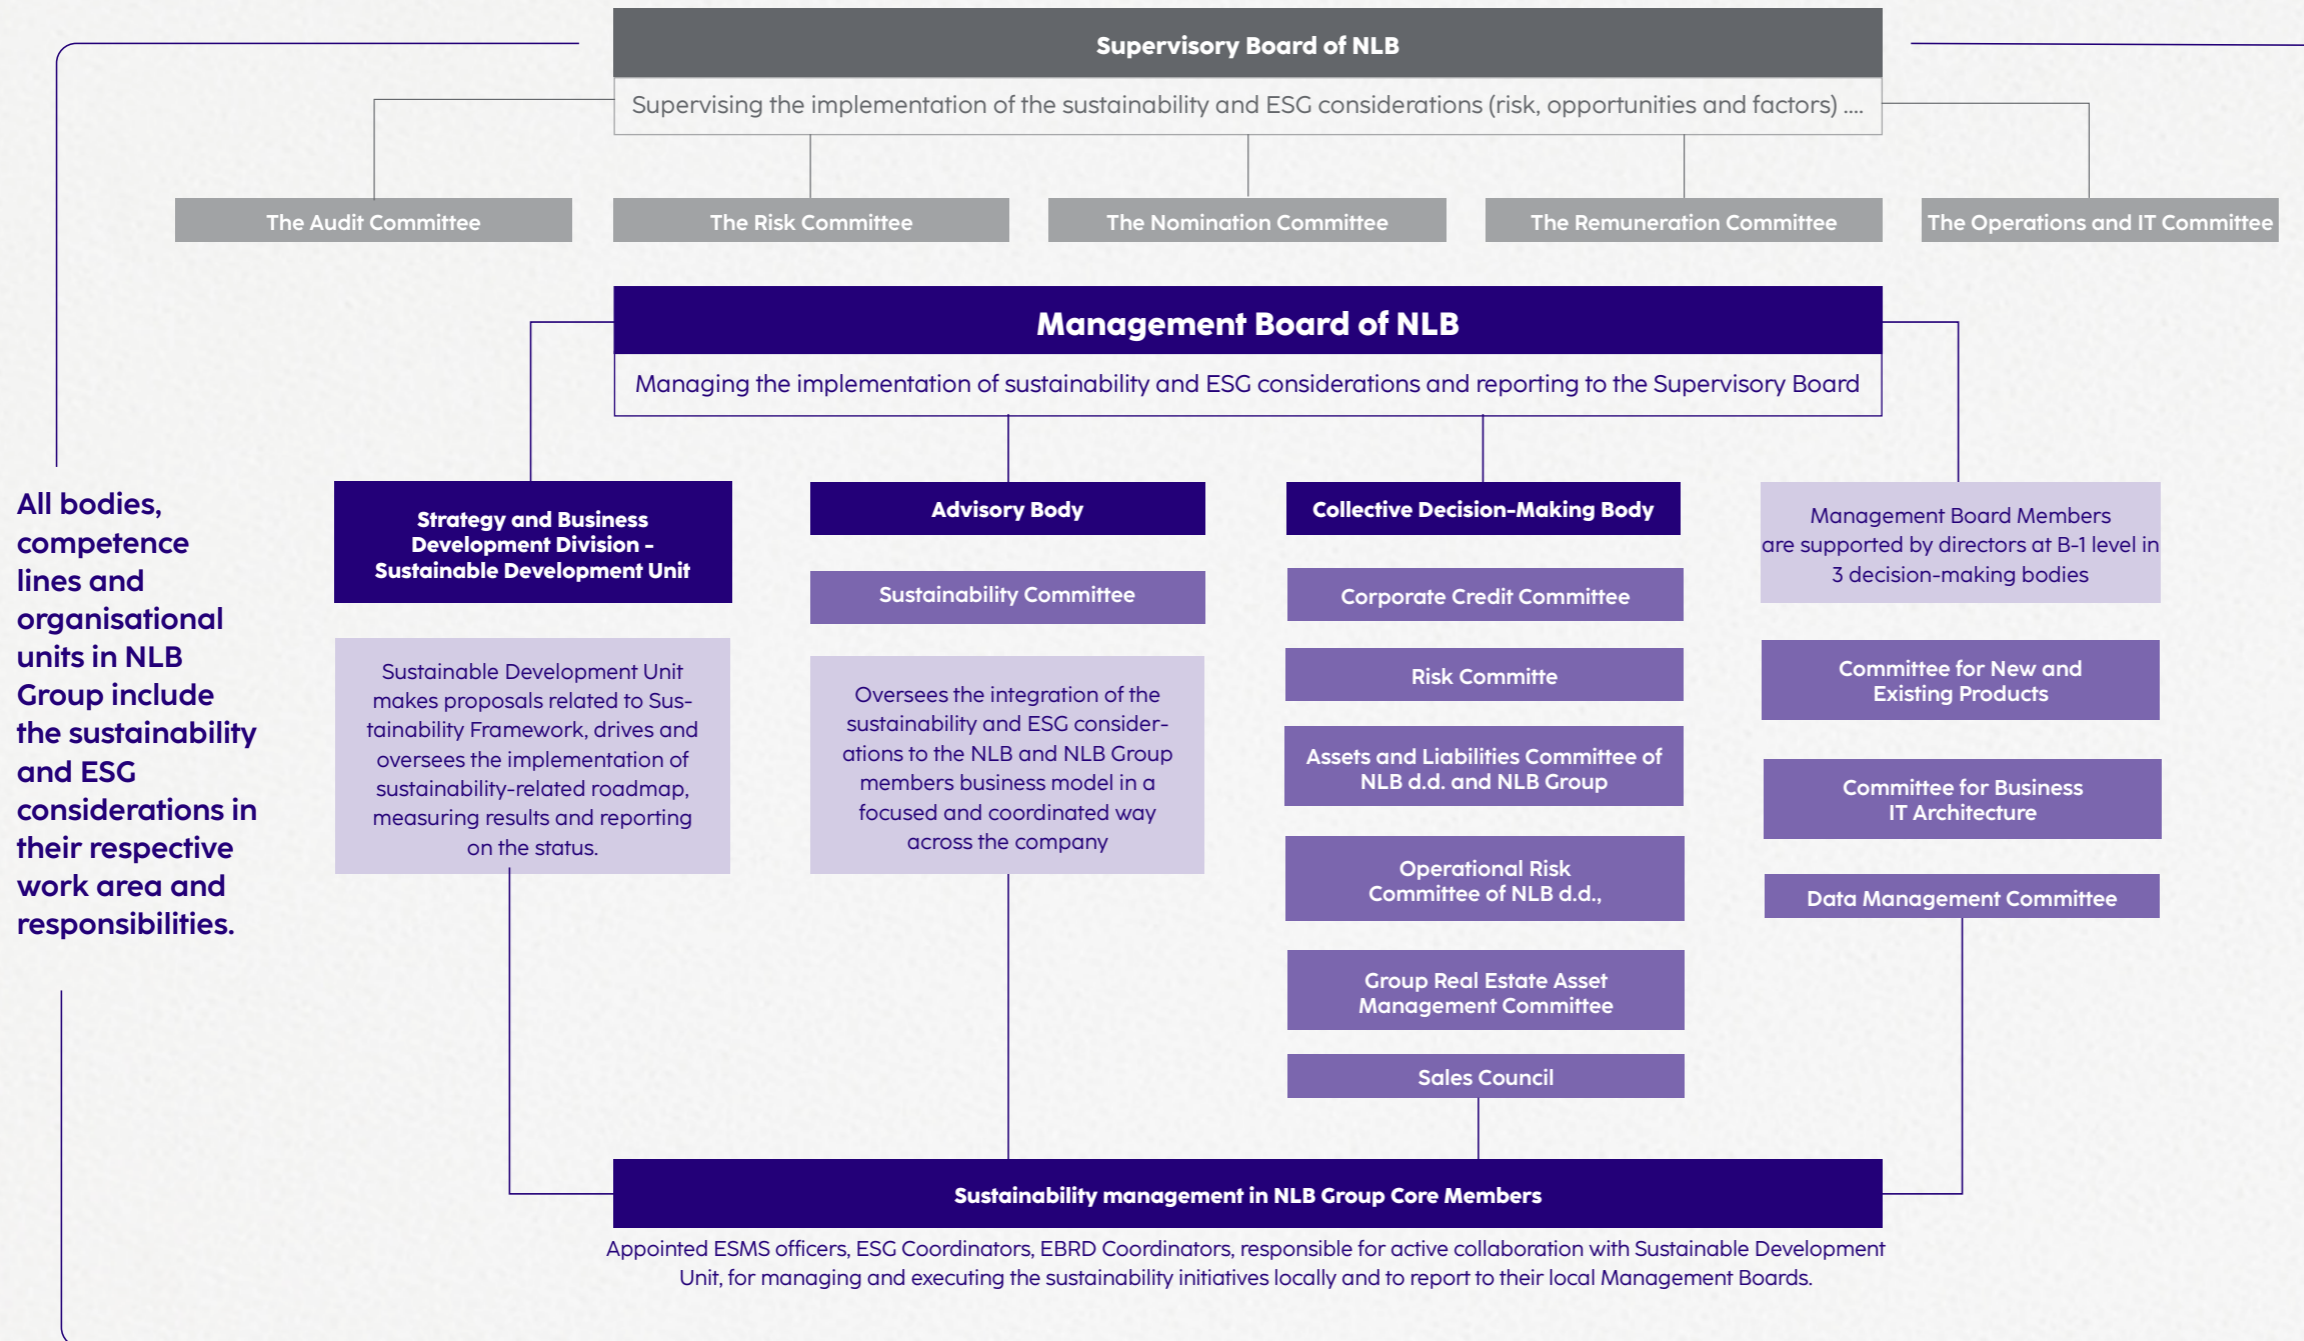 Supervisory Board of NLB
Supervising the implementation of the sustainability and ESG considerations (risk, opportunities and factors) ....
The Audit Committee
The Risk Committee
The Nomination Committee
The Remuneration Committee
The Operations and IT Committee
Management Board of NLB
Managing the implementation of sustainability and ESG considerations and reporting to the Supervisory Board
All bodies,
competence
lines and
organisational
units in NLB
Group include
the sustainability
and ESG
considerations in
their respective
work area and
responsibilities.
Strategy and Business
Development Division -
Sustainable Development Unit
Sustainable Development Unit
makes proposals related to Sus-
tainability Framework, drives and
oversees the implementation of
sustainability-related roadmap,
measuring results and reporting
on the status.
Advisory Body
Sustainability Committee
Oversees the integration of the
sustainability and ESG consider-
ations to the NLB and NLB Group
members business model in a
focused and coordinated way
across the company
Collective Decision-Making Body
Corporate Credit Committee
Risk Committe
Assets and Liabilities Committee of
NLB d.d. and NLB Group
Operational Risk
Committee of NLB d.d.,
Group Real Estate Asset
Management Committee
Sales Council
Management Board Members
are supported by directors at B-1 level in
3 decision-making bodies
Committee for New and
Existing Products
Committee for Business
IT Architecture
Data Management Committee
Sustainability management in NLB Group Core Members
Appointed ESMS officers, ESG Coordinators, EBRD Coordinators, responsible for active collaboration with Sustainable Development
Unit, for managing and executing the sustainability initiatives locally and to report to their local Management Boards.